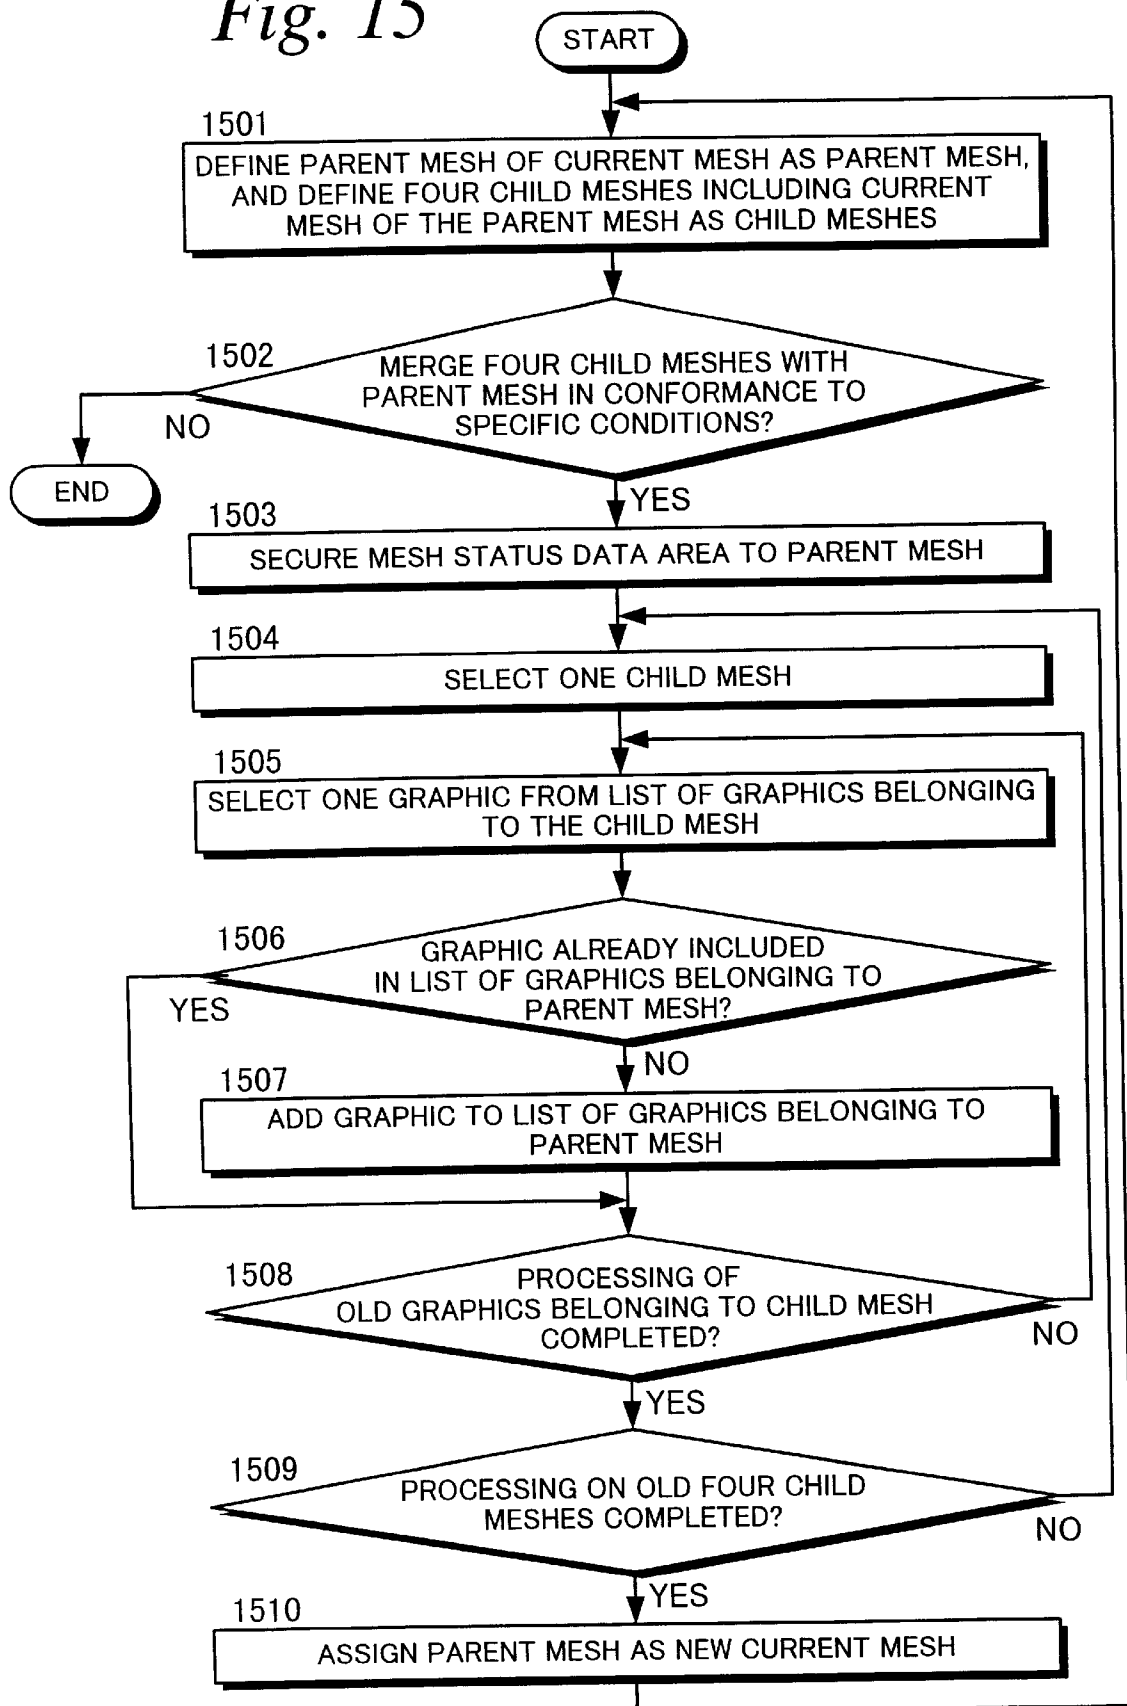 Fig. 15
START
1501
DEFINE PARENT MESH OF CURRENT MESH AS PARENT MESH,
AND DEFINE FOUR CHILD MESHES INCLUDING CURRENT
MESH OF THE PARENT MESH AS CHILD MESHES
1502
MERGE FOUR CHILD MESHES WITH
PARENT MESH IN CONFORMANCE TO
SPECIFIC CONDITIONS?
NO
END
YES
1503
SECURE MESH STATUS DATA AREA TO PARENT MESH
1504
SELECT ONE CHILD MESH
1505
SELECT ONE GRAPHIC FROM LIST OF GRAPHICS BELONGING
TO THE CHILD MESH
1506
GRAPHIC ALREADY INCLUDED
IN LIST OF GRAPHICS BELONGING TO
PARENT MESH?
YES
NO
1507
ADD GRAPHIC TO LIST OF GRAPHICS BELONGING TO
PARENT MESH
1508
PROCESSING OF
OLD GRAPHICS BELONGING TO CHILD MESH
COMPLETED?
NO
YES
1509
PROCESSING ON OLD FOUR CHILD
MESHES COMPLETED?
NO
YES
1510
ASSIGN PARENT MESH AS NEW CURRENT MESH